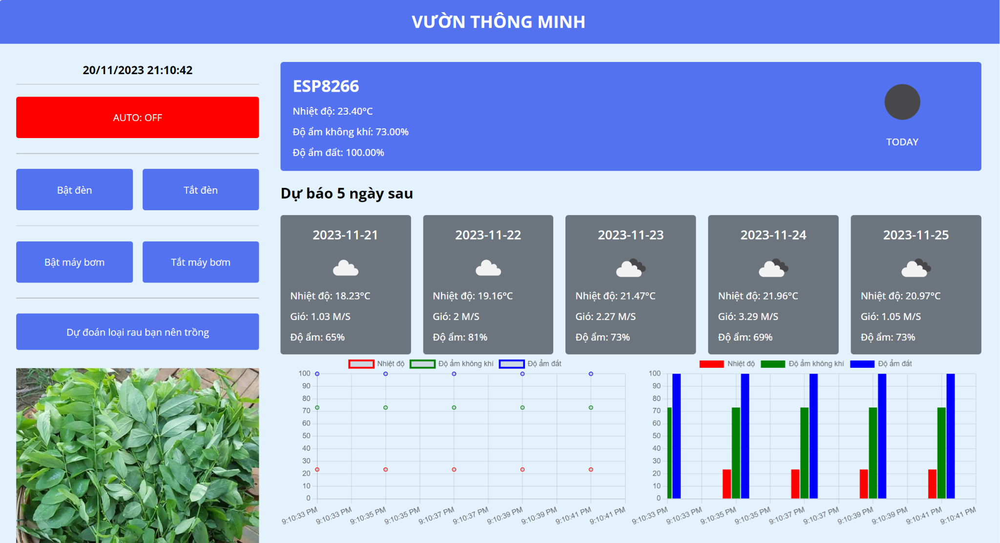 VƯỜN THÔNG MINH
20/11/2023 21:10:42
AUTO: OFF
Bật đèn
Tắt đèn
Bật máy bơm
Tắt máy bơm
Dự đoán loại rau bạn nên trồng
ESP8266
Nhiệt độ: 23.40°C
Độ ẩm không khí: 73.00%
Độ ẩm đất: 100.00%
TODAY
Dự báo 5 ngày sau
2023-11-21
Nhiệt độ: 18.23°C
Gió: 1.03 M/S
Độ ẩm: 65%
2023-11-22
Nhiệt độ: 19.16°C
Gió: 2 M/S
Độ ẩm: 81%
2023-11-23
Nhiệt độ: 21.47°C
Gió: 2.27 M/S
Độ ẩm: 73%
2023-11-24
Nhiệt độ: 21.96°C
Gió: 3.29 M/S
Độ ẩm: 69%
2023-11-25
Nhiệt độ: 20.97°C
Gió: 1.05 M/S
Độ ẩm: 73%
Nhiệt độ Độ ẩm không khí Độ ẩm đất
100
90
80
70
60
50
40
30
20
10
0
9:10:33 PM 9:10:33 PM 9:10:35 PM 9:10:35 PM 9:10:37 PM 9:10:37 PM 9:10:39 PM 9:10:39 PM 9:10:41 PM 9:10:41 PM
Nhiệt độ Độ ẩm không khí Độ ẩm đất
100
90
80
70
60
50
40
30
20
10
0
9:10:33 PM 9:10:33 PM 9:10:35 PM 9:10:35 PM 9:10:37 PM 9:10:37 PM 9:10:39 PM 9:10:39 PM 9:10:41 PM 9:10:41 PM